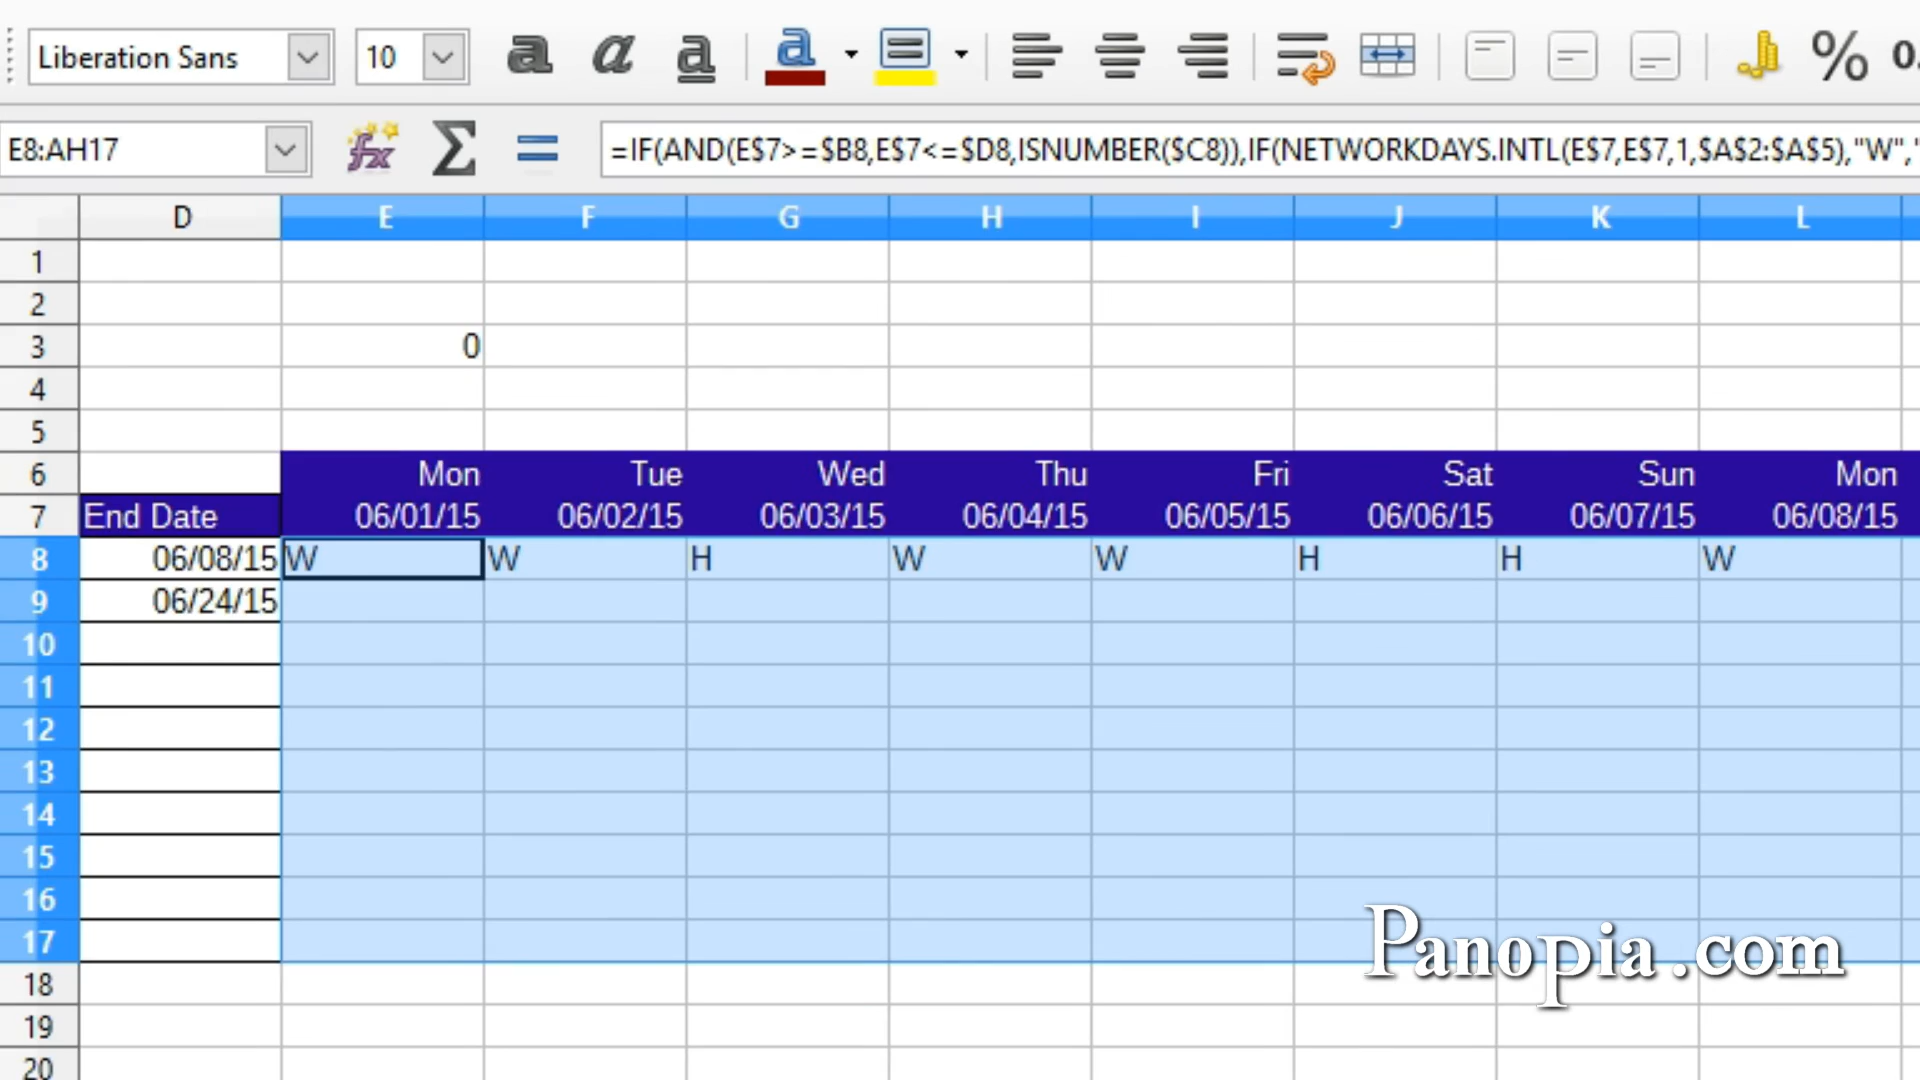 Liberation Sans 10 a a a a % 0.
E8:AH17 fx Σ = =IF(AND(E$7>=$B8,E$7<=$D8,ISNUMBER($C8)),IF(NETWORKDAYS.INTL(E$7,E$7,1,$A$2:$A$5),"W","
D E F G H I J K L
1
2
3 0
4
5
6 Mon Tue Wed Thu Fri Sat Sun Mon
7 End Date 06/01/15 06/02/15 06/03/15 06/04/15 06/05/15 06/06/15 06/07/15 06/08/15
8 06/08/15 W W H W W H H W
9 06/24/15
10
11
12
13
14
15
16
17
Panopia.com
18
19
20